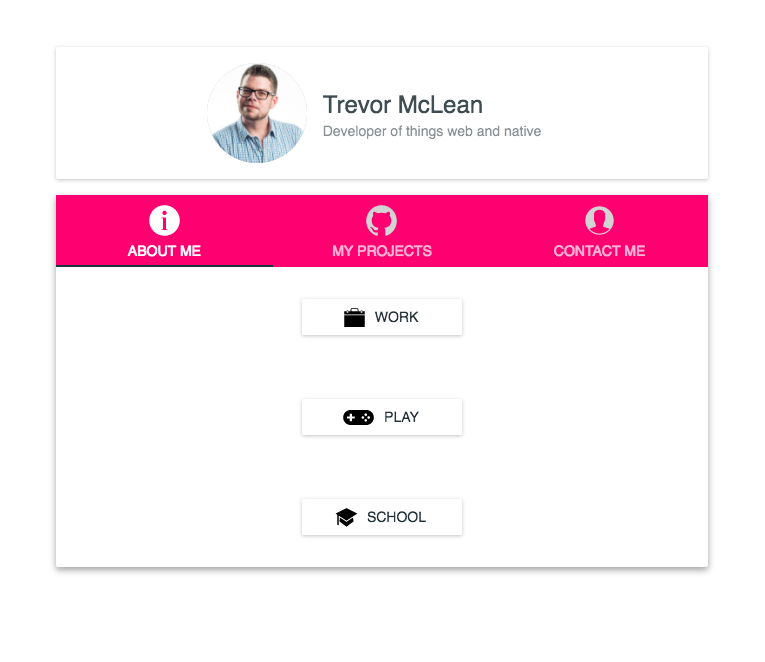 Trevor McLean
Developer of things web and native
ABOUT ME
MY PROJECTS
CONTACT ME
WORK
PLAY
SCHOOL